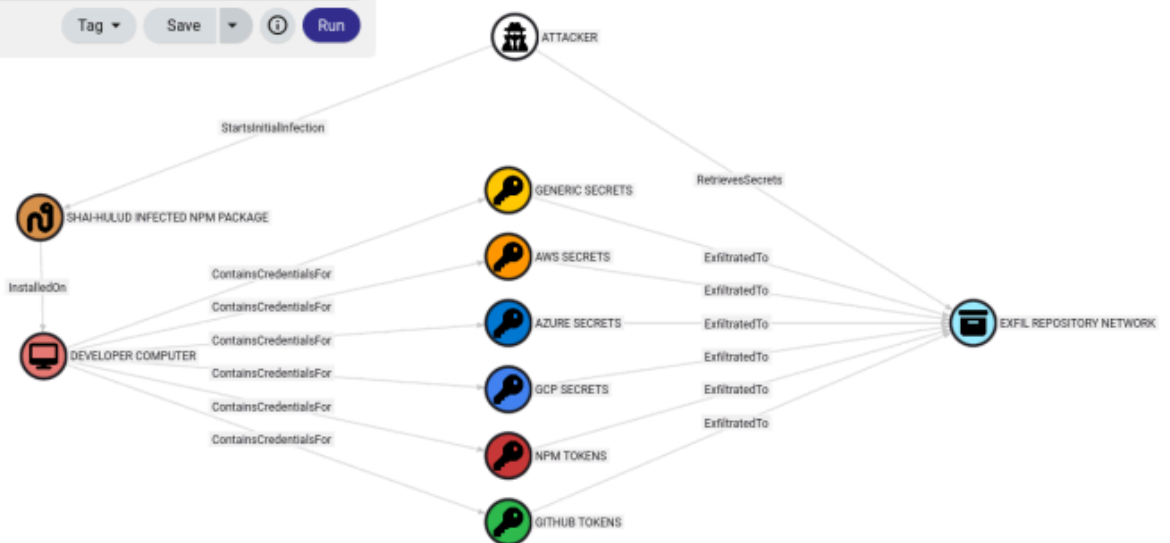 Tag
Save
Run
ATTACKER
StartsInitialInfection
RetrievesSecrets
GENERIC SECRETS
SHAI-HULUD INFECTED NPM PACKAGE
AWS SECRETS
ExfiltratedTo
ContainsCredentialsFor
InstalledOn
ExfiltratedTo
ContainsCredentialsFor
AZURE SECRETS
ExfiltratedTo
EXFIL REPOSITORY NETWORK
ContainsCredentialsFor
DEVELOPER COMPUTER
ExfiltratedTo
ContainsCredentialsFor
GCP SECRETS
ExfiltratedTo
ContainsCredentialsFor
ExfiltratedTo
ContainsCredentialsFor
NPM TOKENS
GITHUB TOKENS